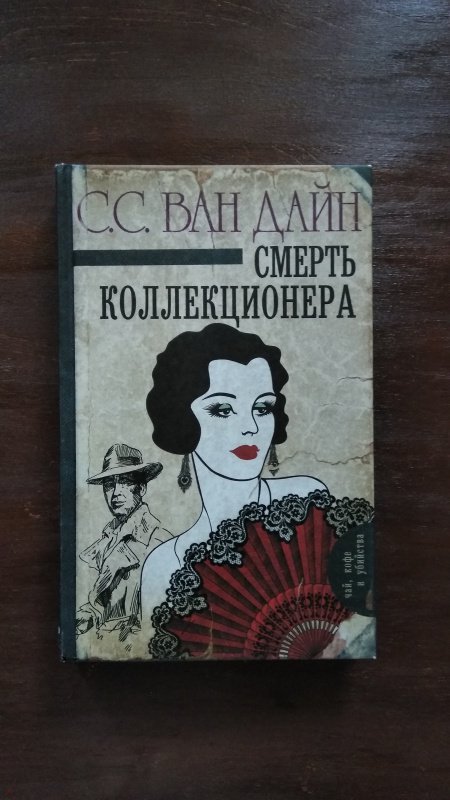 С.С. ВАН ДАЙН
СМЕРТЬ
КОЛЛЕКЦИОНЕРА
чай, кофе
и убийства